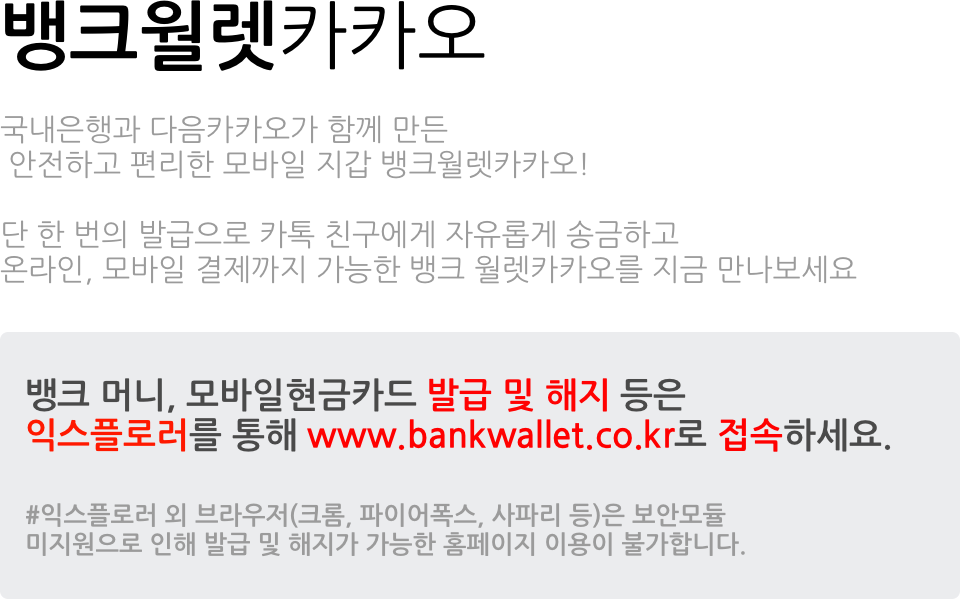 뱅크월렛카카오
국내은행과 다음카카오가 함께 만든
안전하고 편리한 모바일 지갑 뱅크월렛카카오!
단 한 번의 발급으로 카톡 친구에게 자유롭게 송금하고
온라인, 모바일 결제까지 가능한 뱅크 월렛카카오를 지금 만나보세요
뱅크 머니, 모바일현금카드 발급 및 해지 등은
익스플로러를 통해 www.bankwallet.co.kr로 접속하세요.
#익스플로러 외 브라우저(크롬, 파이어폭스, 사파리 등)은 보안모듈
미지원으로 인해 발급 및 해지가 가능한 홈페이지 이용이 불가합니다.